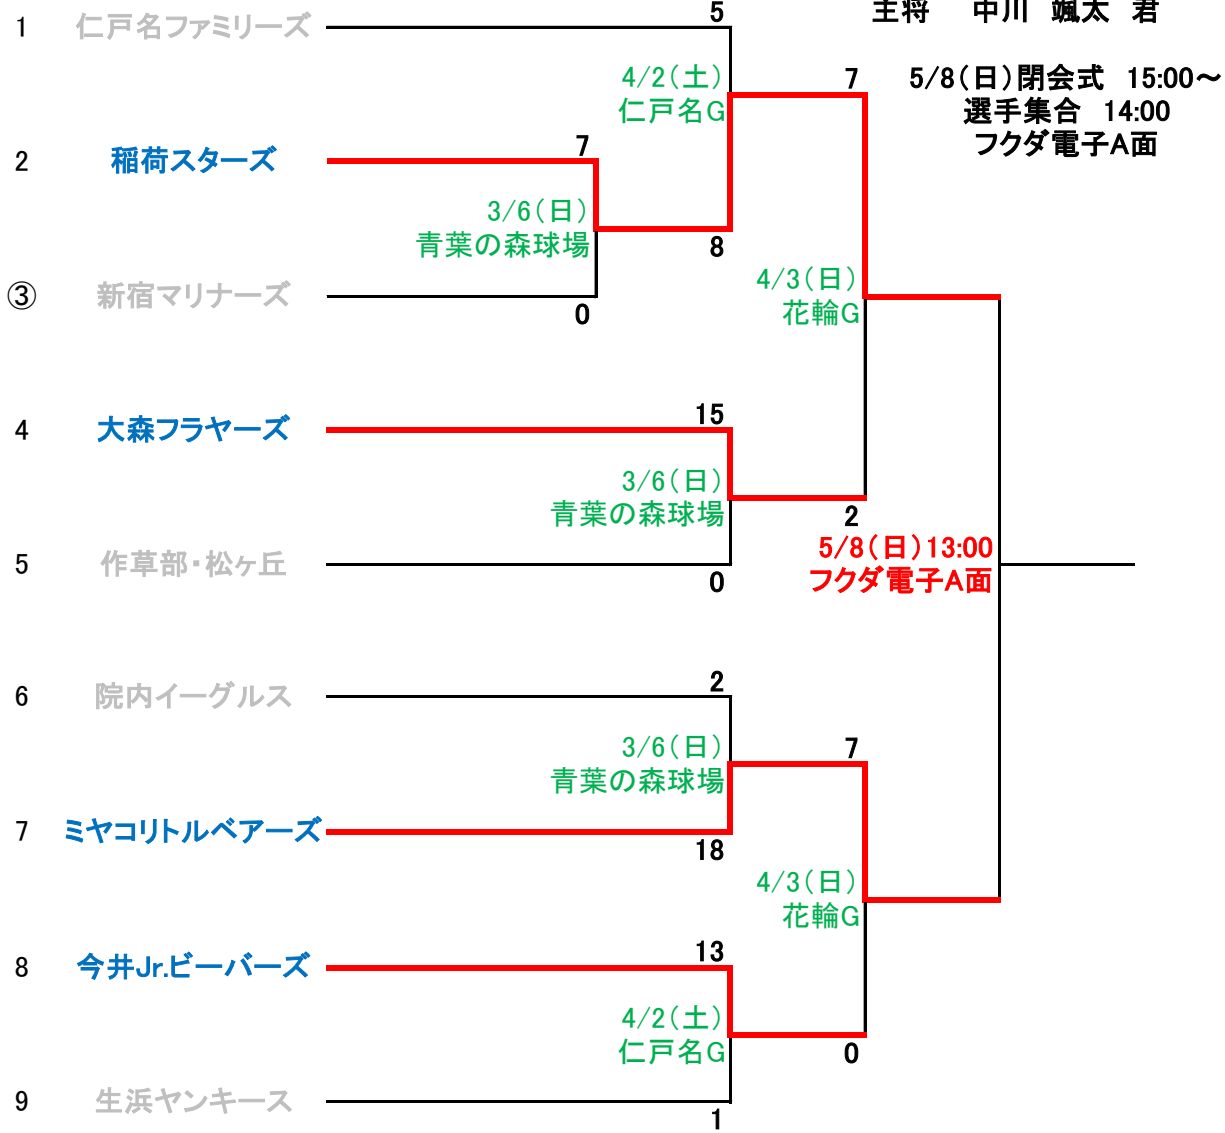 主将　中川　颯太　君
1 仁戸名ファミリーズ 5
4/2(土) 7 5/8(日)閉会式　15:00～
仁戸名G 選手集合　14:00
フクダ電子A面
2 稲荷スターズ 7
3/6(日)
青葉の森球場 8
4/3(日)
③ 新宿マリナーズ 0
花輪G
4 大森フラヤーズ 15
3/6(日)
青葉の森球場 2
5/8(日)13:00
5 作草部・松ヶ丘 0
フクダ電子A面
6 院内イーグルス 2
3/6(日) 7
青葉の森球場
7 ミヤコリトルベアーズ 18
4/3(日)
花輪G
8 今井Jr.ビーバーズ 13
4/2(土)
仁戸名G 0
9 生浜ヤンキース 1